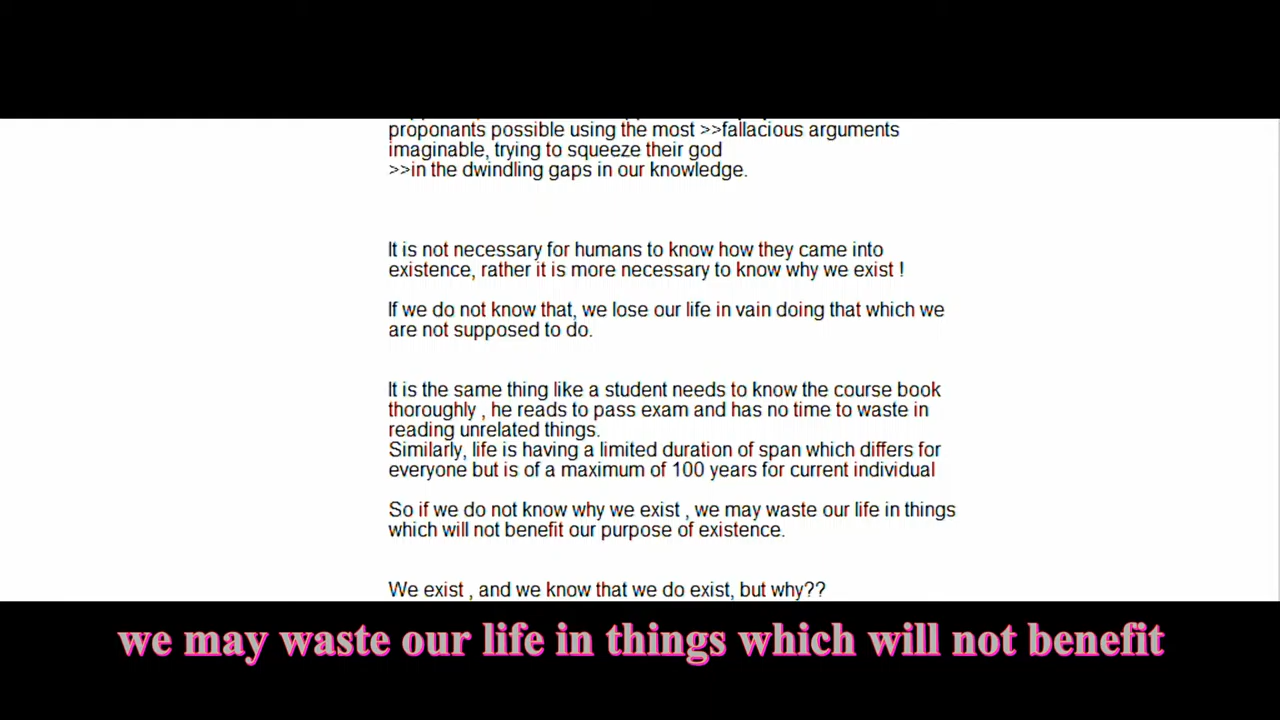 proponants possible using the most >>fallacious arguments
imaginable, trying to squeeze their god
>>in the dwindling gaps in our knowledge.
It is not necessary for humans to know how they came into
existence, rather it is more necessary to know why we exist !
If we do not know that, we lose our life in vain doing that which we
are not supposed to do.
It is the same thing like a student needs to know the course book
thoroughly , he reads to pass exam and has no time to waste in
reading unrelated things.
Similarly, life is having a limited duration of span which differs for
everyone but is of a maximum of 100 years for current individual
So if we do not know why we exist , we may waste our life in things
which will not benefit our purpose of existence.
We exist , and we know that we do exist, but why??
we may waste our life in things which will not benefit